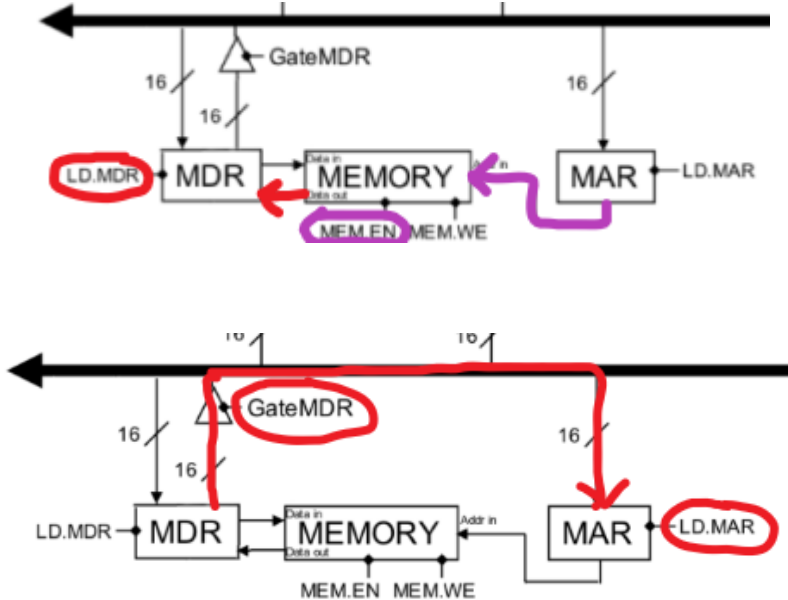 GateMDR
16
16
16
LD.MDR
MDR
Data in
MEMORY
Data out
Addr in
MAR
LD.MAR
MEM.EN
MEM.WE
16
16
GateMDR
16
16
16
LD.MDR
MDR
Data in
MEMORY
Data out
Addr in
MAR
LD.MAR
MEM.EN
MEM.WE